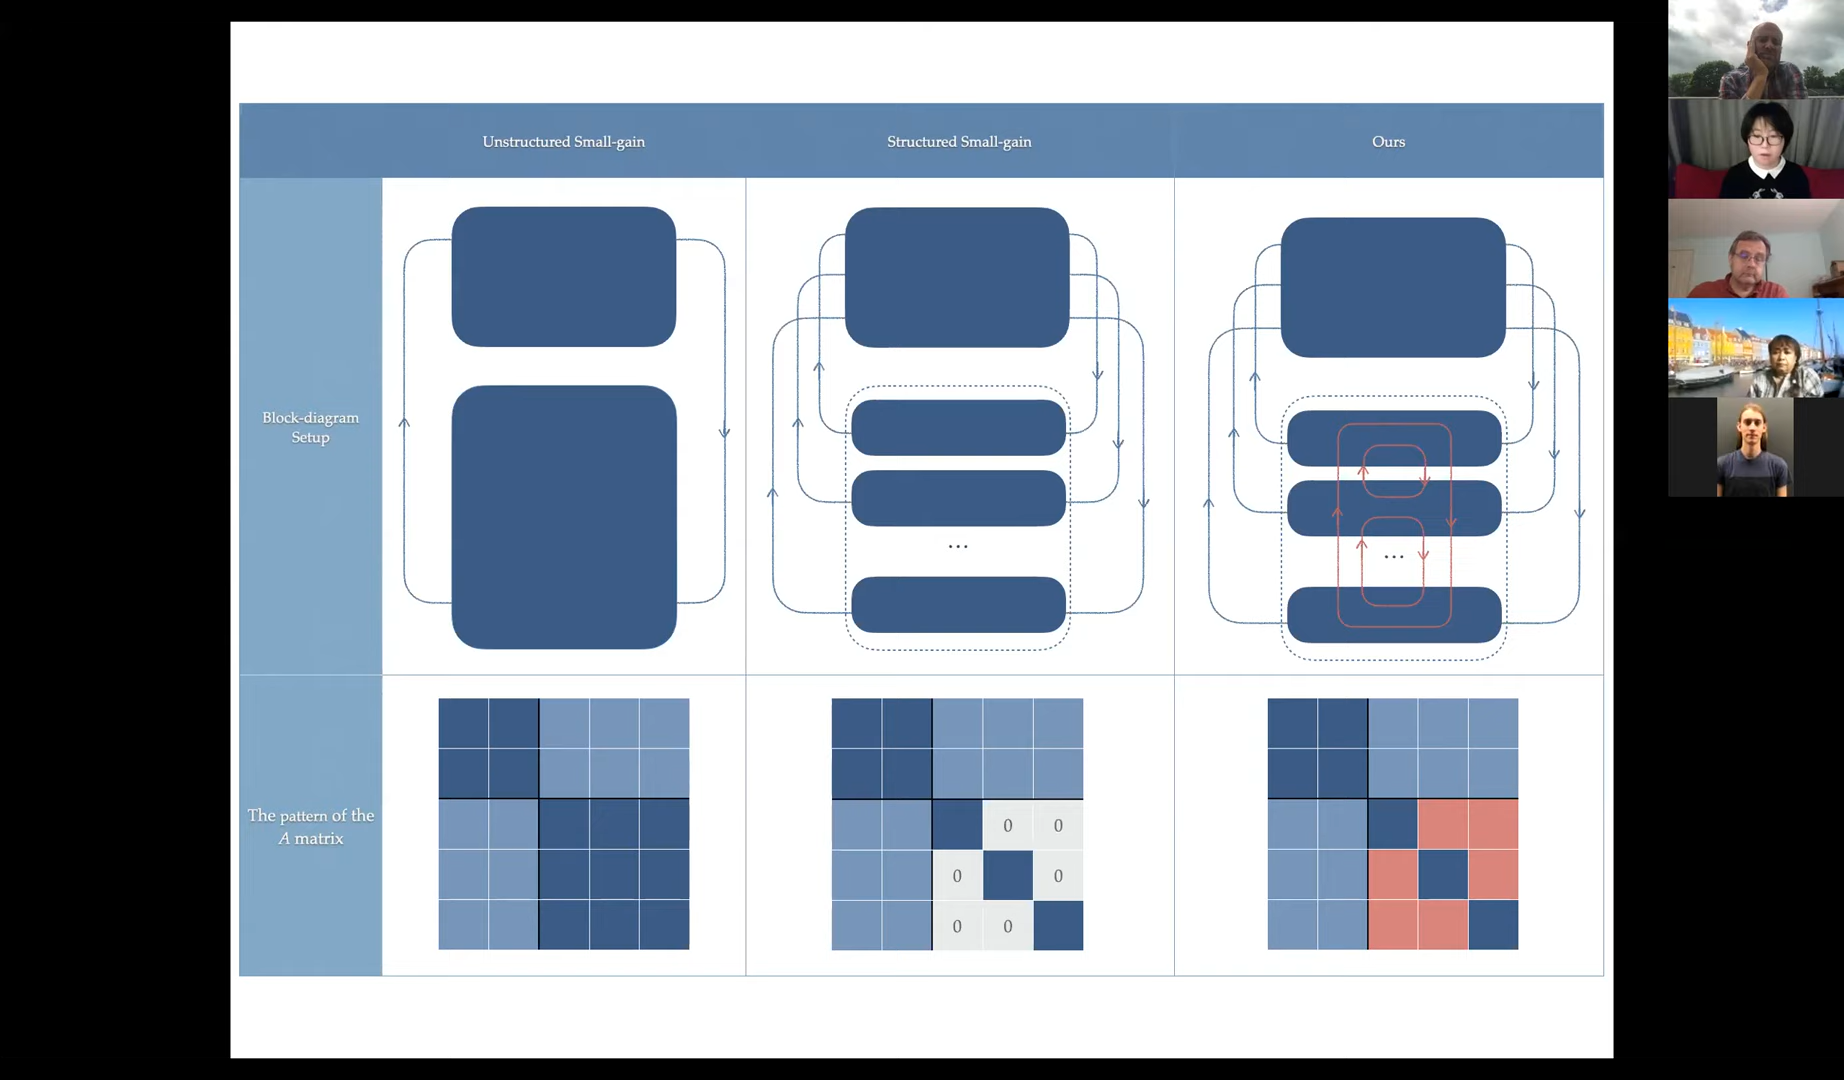 Unstructured Small-gain
Structured Small-gain
Ours
Block-diagram
Setup
...
...
The pattern of the
A matrix
0 0
0 0
0 0